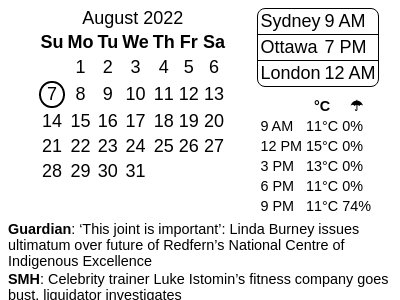 August 2022
Su Mo Tu We Th Fr Sa
1 2 3 4 5 6
7 8 9 10 11 12 13
14 15 16 17 18 19 20
21 22 23 24 25 26 27
28 29 30 31
Sydney 9 AM
Ottawa 7 PM
London 12 AM
°C ☂
9 AM 11°C 0%
12 PM 15°C 0%
3 PM 13°C 0%
6 PM 11°C 0%
9 PM 11°C 74%
Guardian: ‘This joint is important’: Linda Burney issues
ultimatum over future of Redfern’s National Centre of
Indigenous Excellence
SMH: Celebrity trainer Luke Istomin’s fitness company goes
bust, liquidator investigates